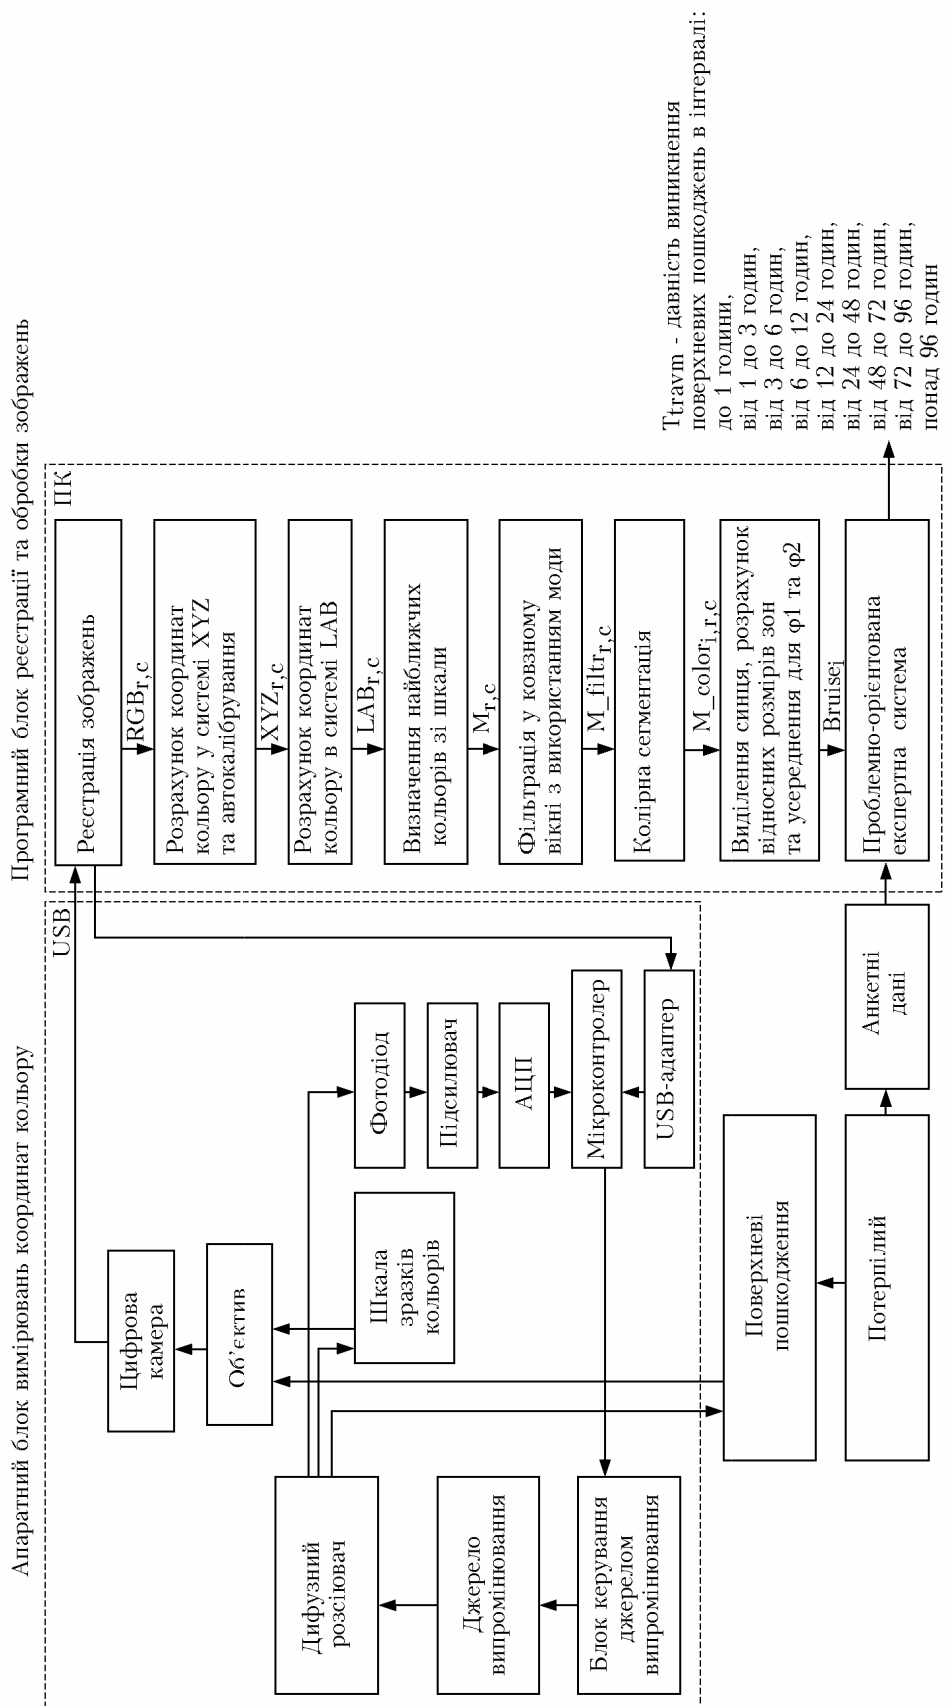 Апаратний блок вимірювань координат кольору
Програмний блок реєстрації та обробки зображень
USB
ПК
Цифрова
камера
Об'єктив
Дифузний
розсіювач
Джерело
випромінювання
Блок керування
джерелом
випромінювання
Шкала
зразків
кольорів
Фотодіод
Підсилювач
АЦП
Мікроконтролер
USB-адаптер
Поверхневі
пошкодження
Потерпілий
Анкетні
дані
Реєстрація зображень
RGBr,c
Розрахунок координат
кольору у системі XYZ
та автокалібрування
XYZr,c
Розрахунок координат
кольору в системі LAB
LABr,c
Визначення найближчих
кольорів зі шкали
Mr,c
Фільтрація у ковзному
вікні з використанням моди
M_filtrr,c
Колірна сегментація
M_colori,r,c
Виділення синця, розрахунок
відносних розмірів зон
та усереднення для φ1 та φ2
Bruisei
Проблемно-орієнтована
експертна система
Ttravm - давність виникнення
поверхневих пошкоджень в інтервалі:
до 1 години,
від 1 до 3 годин,
від 3 до 6 годин,
від 6 до 12 годин,
від 12 до 24 годин,
від 24 до 48 годин,
від 48 до 72 годин,
від 72 до 96 годин,
понад 96 годин